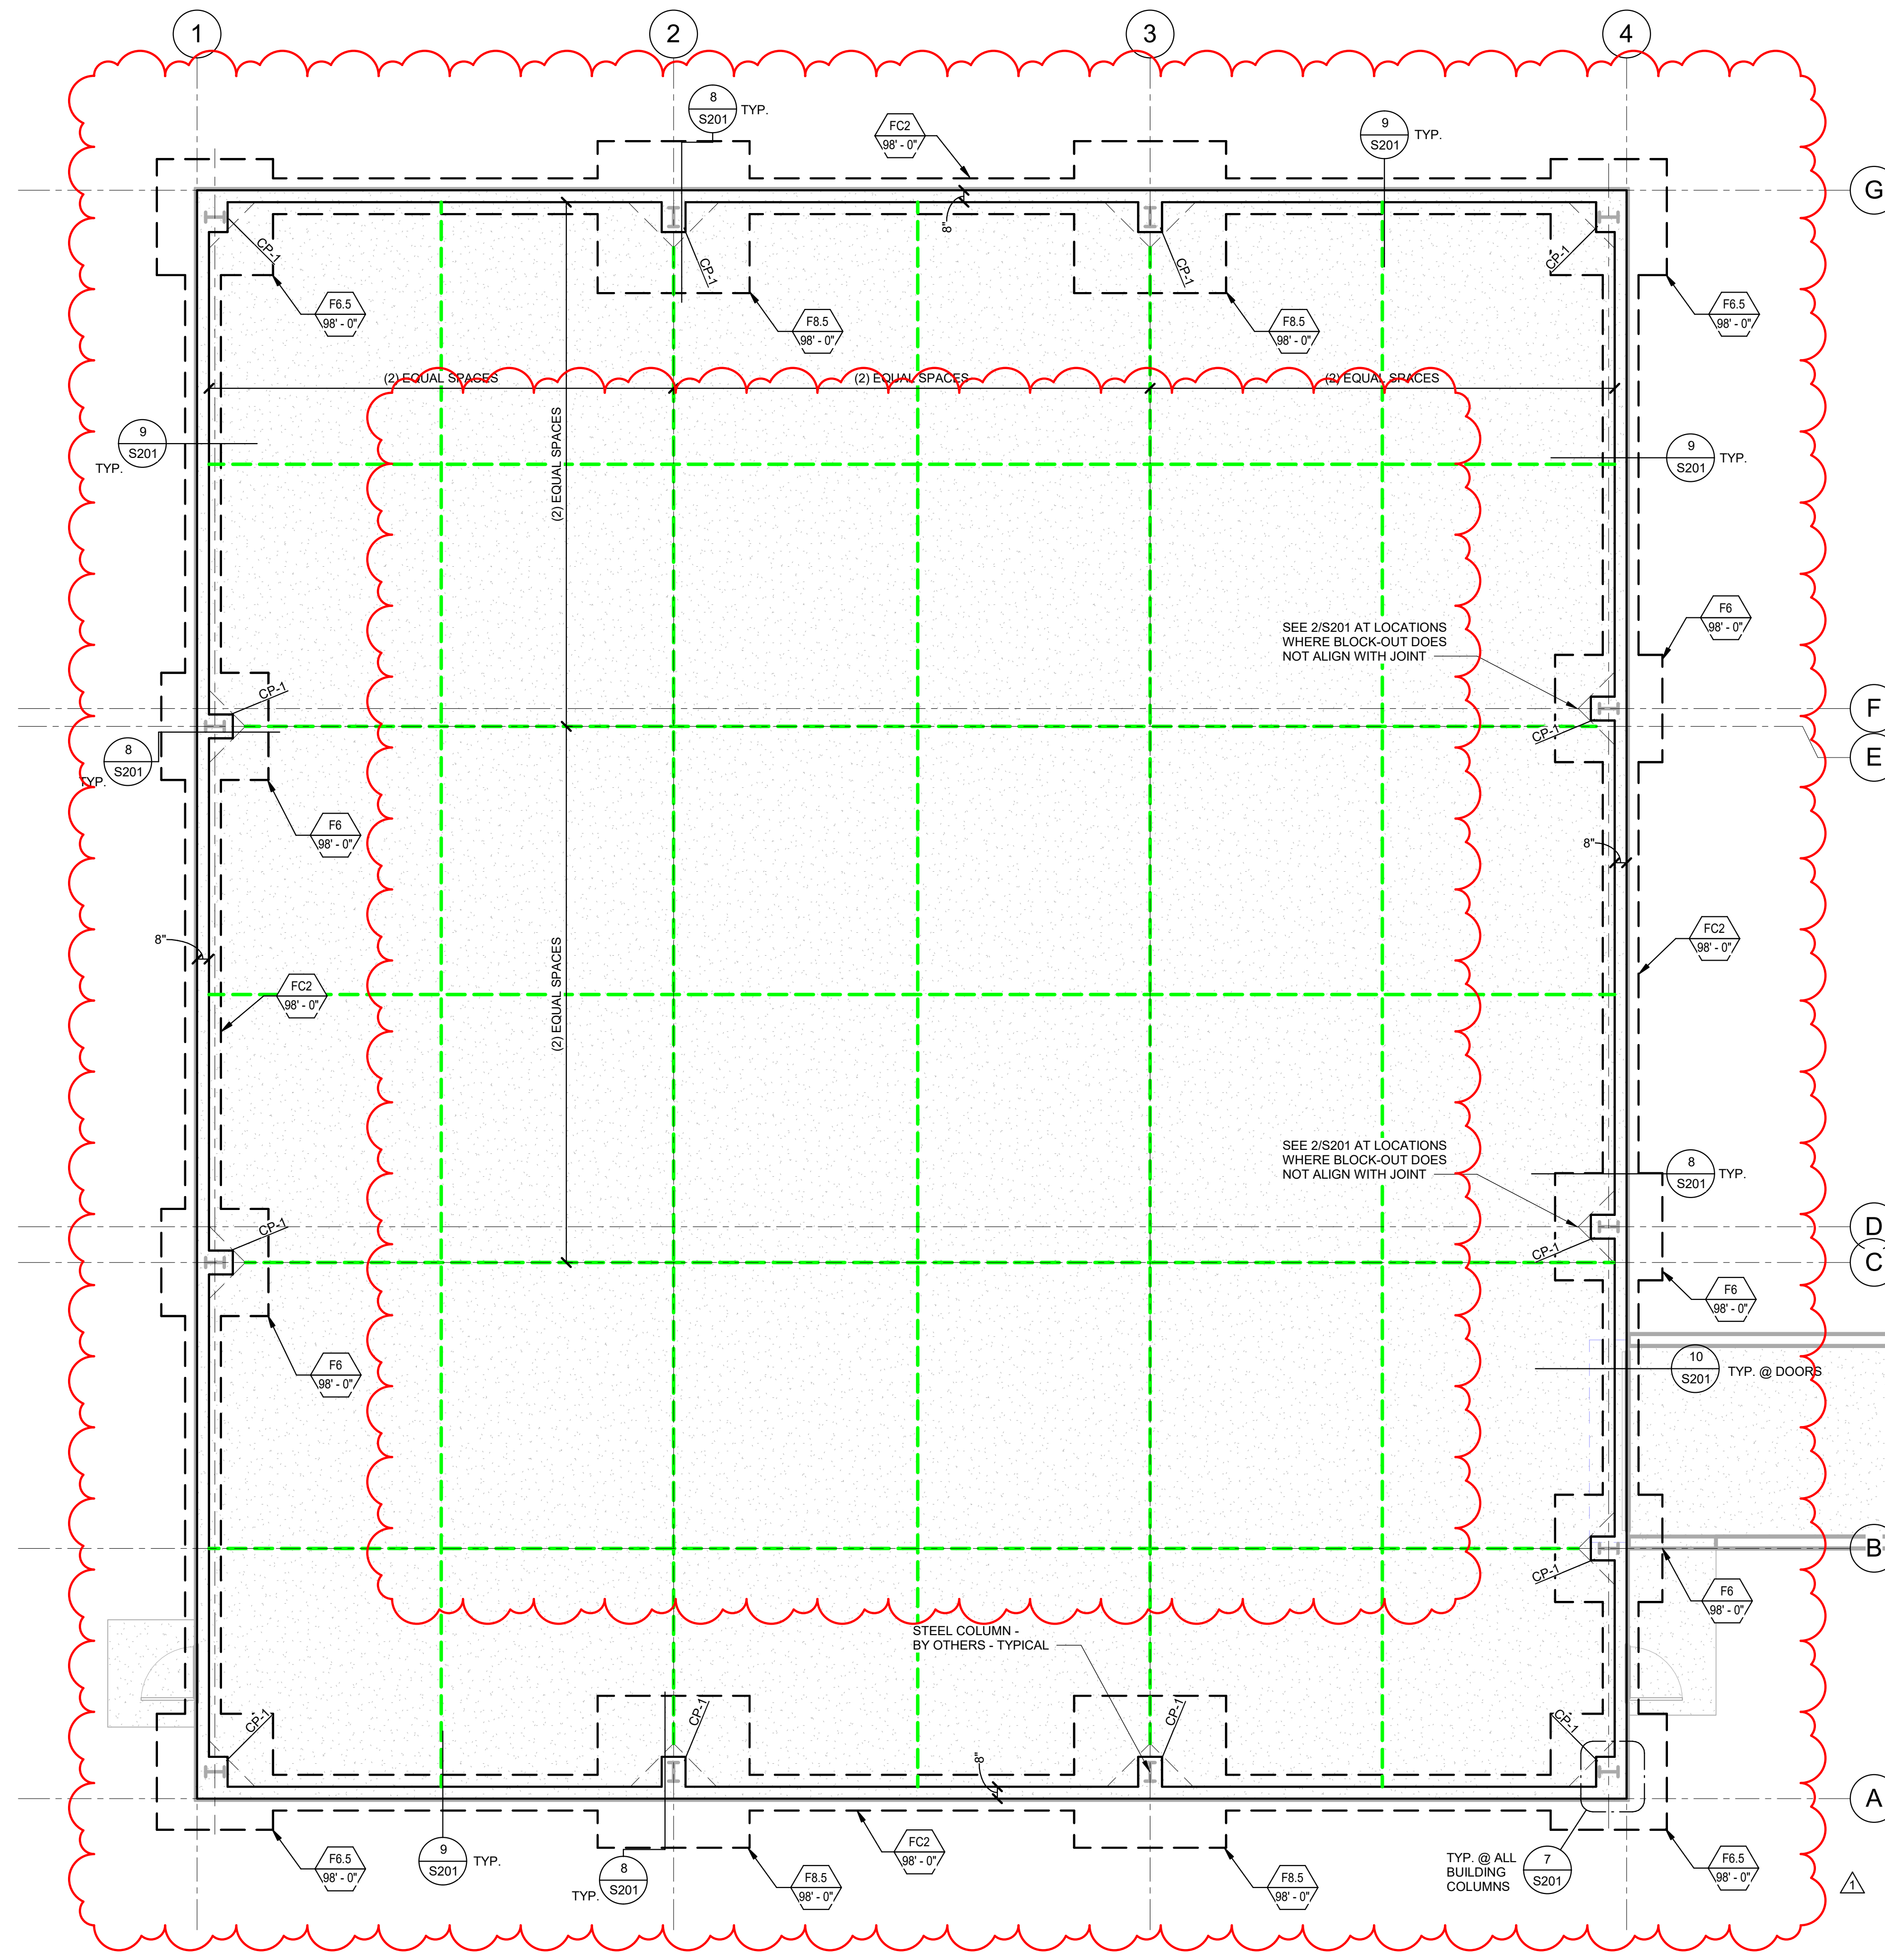 1
2
3
4
8
S201
TYP.
FC2
98' - 0"
9
S201
TYP.
G
8"
CP-1
CP-1
CP-1
CP-1
F6.5
98' - 0"
F8.5
98' - 0"
F8.5
98' - 0"
F6.5
98' - 0"
(2) EQUAL SPACES
(2) EQUAL SPACES
(2) EQUAL SPACES
9
S201
TYP.
(2) EQUAL SPACES
9
S201
TYP.
SEE 2/S201 AT LOCATIONS
WHERE BLOCK-OUT DOES
NOT ALIGN WITH JOINT
F6
98' - 0"
CP-1
F
CP-1
E
8
S201
TYP.
F6
98' - 0"
8"
8"
(2) EQUAL SPACES
FC2
98' - 0"
FC2
98' - 0"
SEE 2/S201 AT LOCATIONS
WHERE BLOCK-OUT DOES
NOT ALIGN WITH JOINT
8
S201
TYP.
CP-1
D
CP-1
C
F6
98' - 0"
F6
98' - 0"
10
S201
TYP. @ DOORS
B
CP-1
F6
98' - 0"
STEEL COLUMN -
BY OTHERS - TYPICAL
CP-1
CP-1
CP-1
CP-1
8"
A
F6.5
98' - 0"
9
S201
TYP.
8
S201
TYP.
F8.5
98' - 0"
FC2
98' - 0"
F8.5
98' - 0"
TYP. @ ALL
BUILDING
COLUMNS
7
S201
F6.5
98' - 0"
1